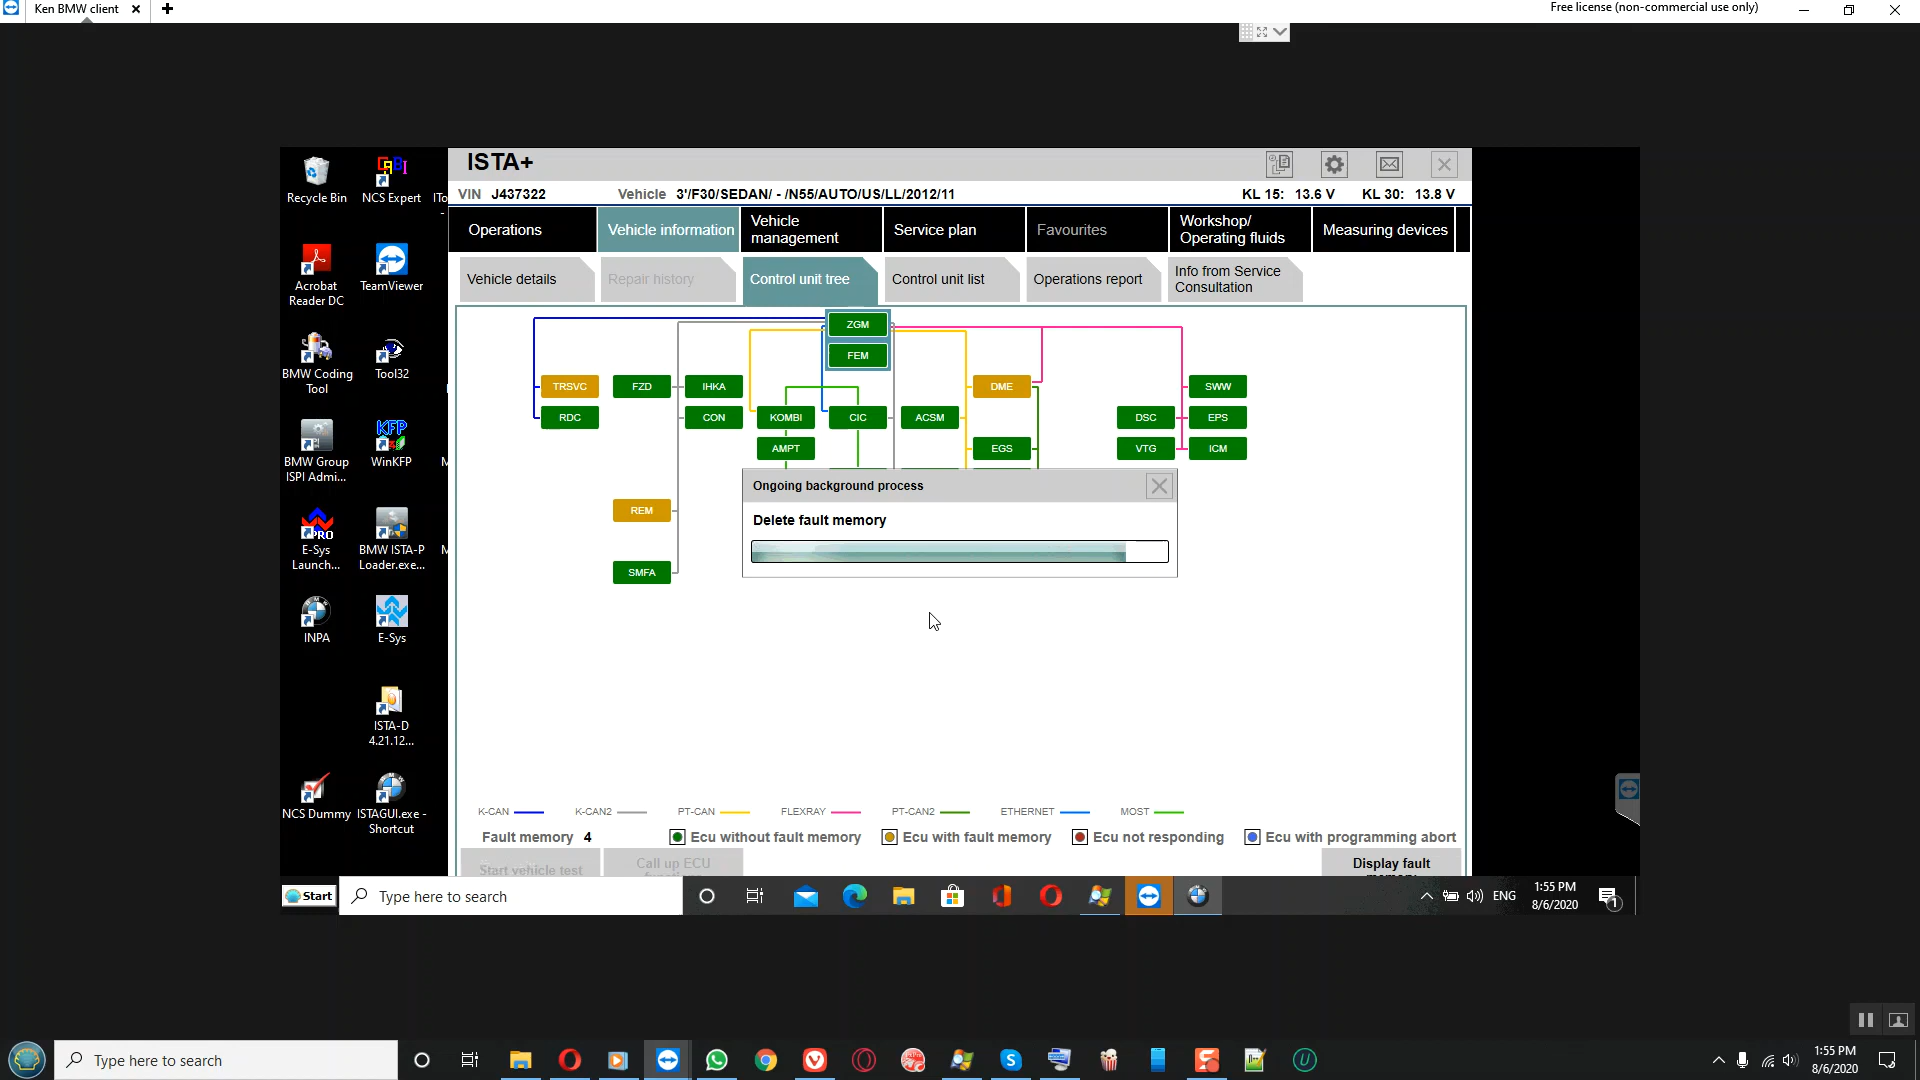 Ken BMW client
Free license (non-commercial use only)
Recycle Bin
NCS Expert
ITo
-
Acrobat
Reader DC
TeamViewer
BMW Coding
Tool
Tool32
BMW Group
ISPI Admi...
KFP
WinKFP
M
PRO
E-Sys
Launch...
BMW ISTA-P
Loader.exe...
M
INPA
E-Sys
ISTA-D
4.21.12...
NCS Dummy
ISTAGUI.exe -
Shortcut
ISTA+
VIN J437322
Vehicle 3'/F30/SEDAN/ - /N55/AUTO/US/LL/2012/11
KL 15: 13.6 V
KL 30: 13.8 V
Operations
Vehicle information
Vehicle
management
Service plan
Favourites
Workshop/
Operating fluids
Measuring devices
Vehicle details
Repair history
Control unit tree
Control unit list
Operations report
Info from Service
Consultation
ZGM
FEM
TRSVC
FZD
IHKA
DME
SWW
RDC
CON
KOMBI
CIC
ACSM
DSC
EPS
AMPT
EGS
VTG
ICM
REM
SMFA
Ongoing background process
Delete fault memory
K-CAN
K-CAN2
PT-CAN
FLEXRAY
PT-CAN2
ETHERNET
MOST
Fault memory 4
Ecu without fault memory
Ecu with fault memory
Ecu not responding
Ecu with programming abort
Start vehicle test
Call up ECU
Display fault
Start
Type here to search
ENG
1:55 PM
8/6/2020
1
Type here to search
1:55 PM
8/6/2020